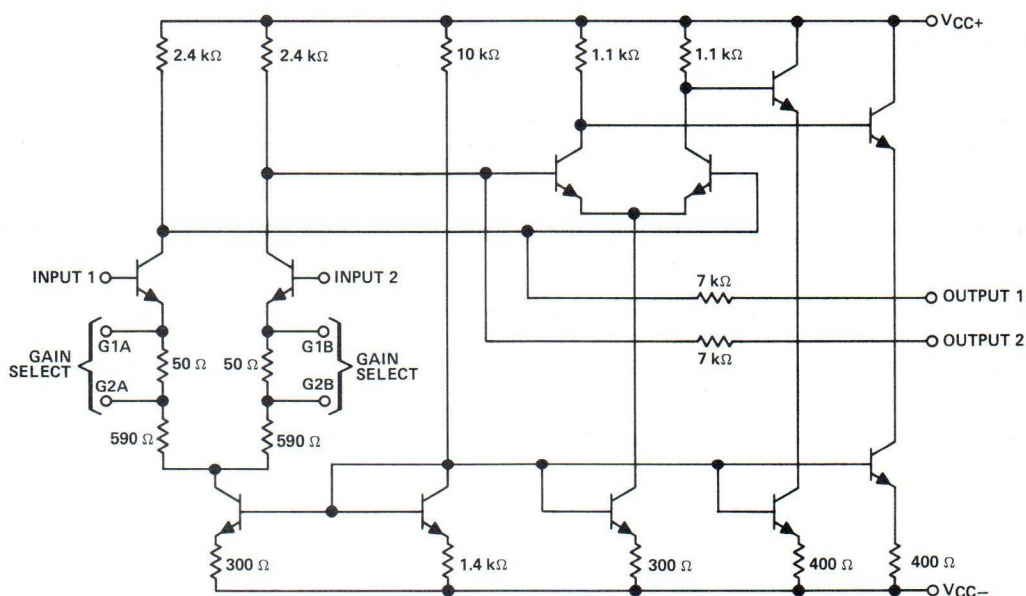 VCC+
2.4 kΩ
2.4 kΩ
10 kΩ
1.1 kΩ
1.1 kΩ
INPUT 1
INPUT 2
7 kΩ
OUTPUT 1
G1A
G1B
GAIN
SELECT
50 Ω
50 Ω
GAIN
SELECT
OUTPUT 2
7 kΩ
G2A
G2B
590 Ω
590 Ω
300 Ω
1.4 kΩ
300 Ω
400 Ω
400 Ω
VCC−